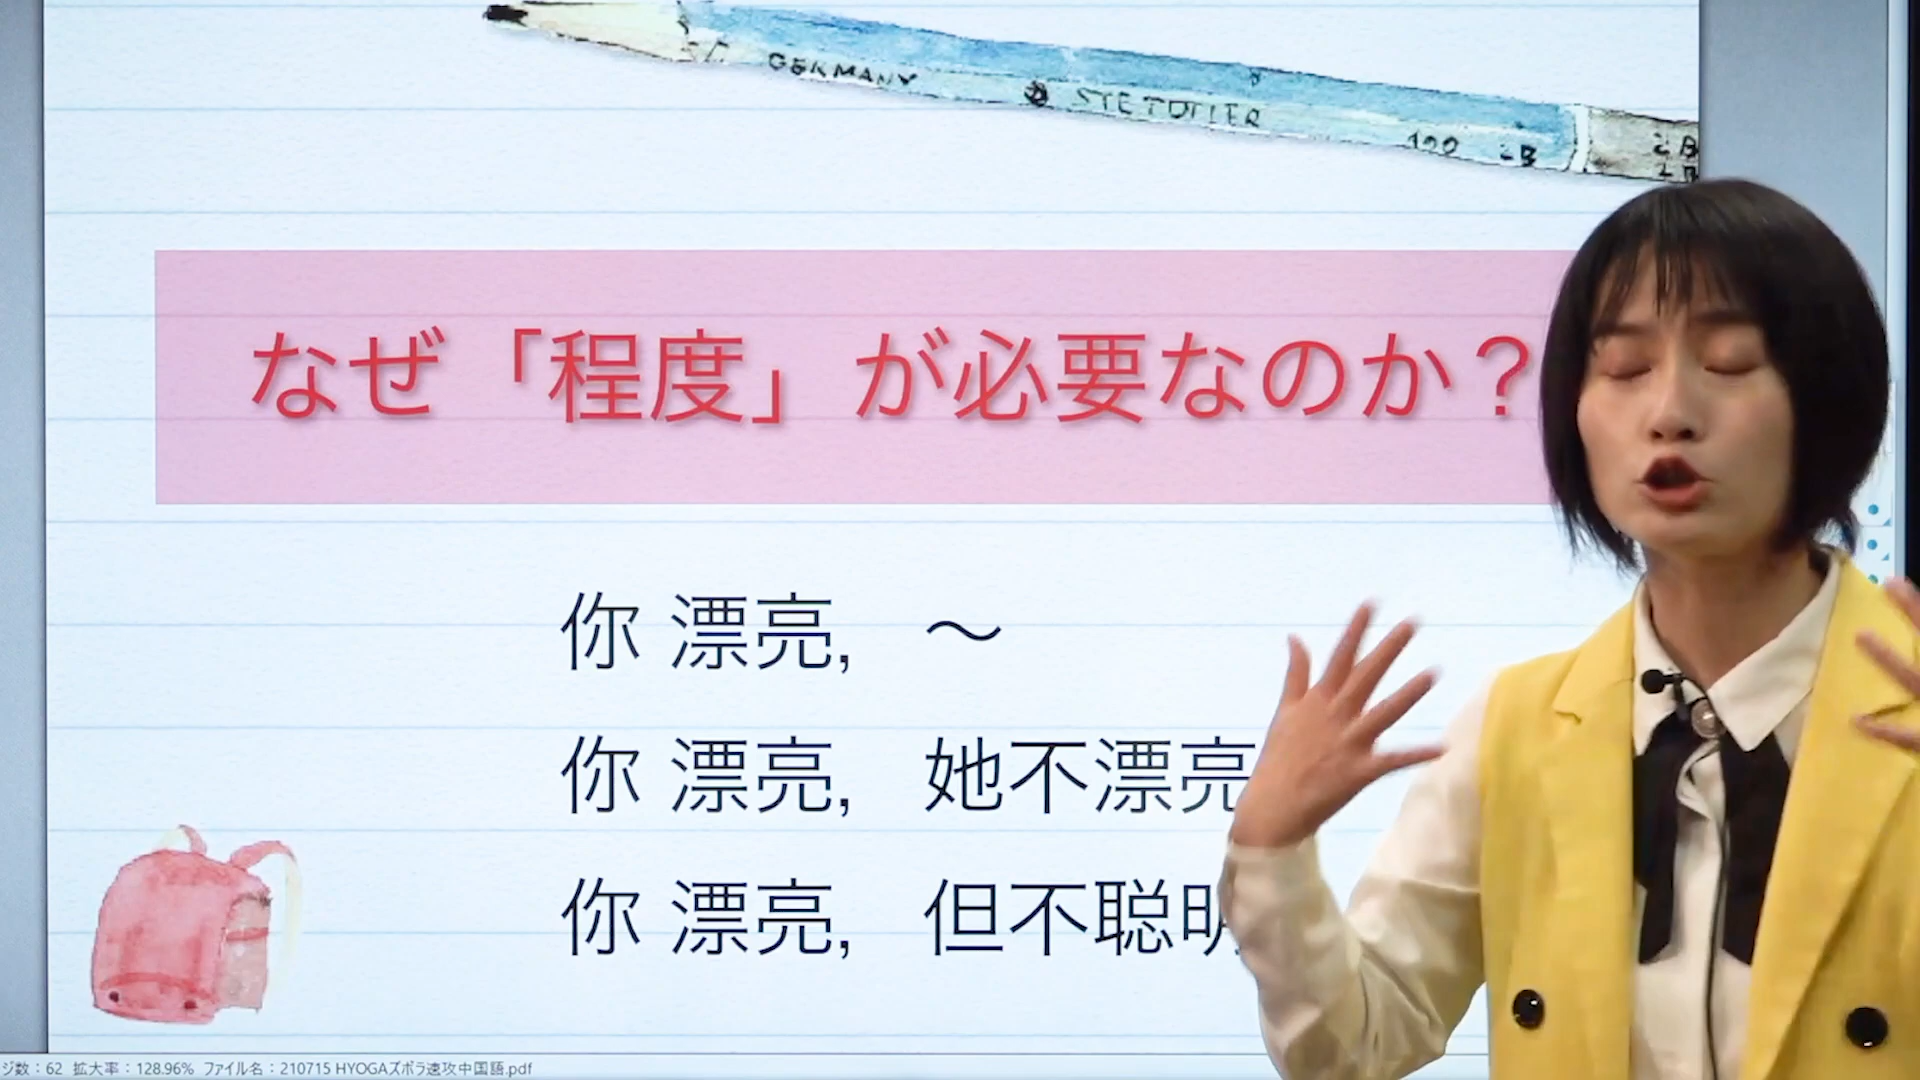 GERMANY STETOTLER 120 2B 2B
なぜ「程度」が必要なのか？
你 漂亮, ～
你 漂亮, 她不漂亮
你 漂亮, 但不聪明
ジ数：62 拡大率：128.96% ファイル名：210715 HYOGAズボラ速攻中国語.pdf